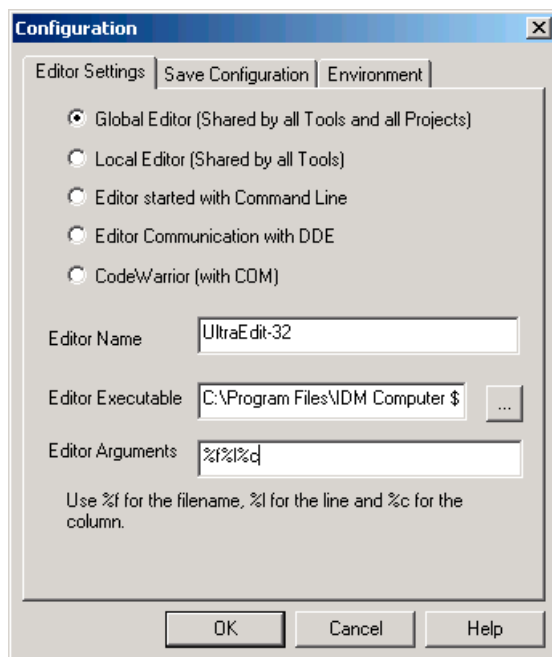 Configuration
Editor Settings Save Configuration Environment
Global Editor (Shared by all Tools and all Projects)
Local Editor (Shared by all Tools)
Editor started with Command Line
Editor Communication with DDE
CodeWarrior (with COM)
Editor Name UltraEdit-32
Editor Executable C:\Program Files\IDM Computer $ ...
Editor Arguments %f%l%c
Use %f for the filename, %l for the line and %c for the
column.
OK Cancel Help